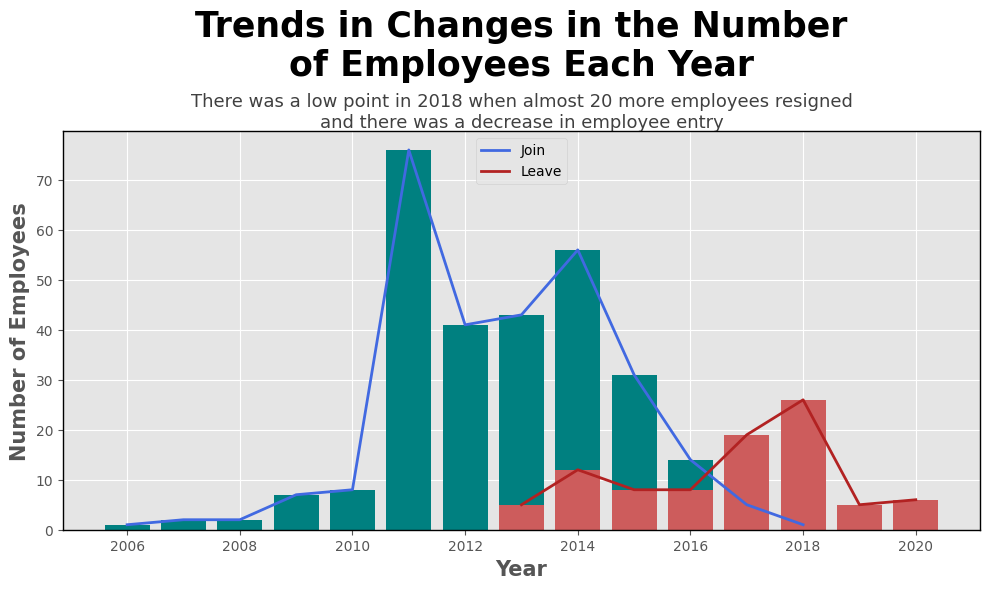 Trends in Changes in the Number
of Employees Each Year
There was a low point in 2018 when almost 20 more employees resigned
and there was a decrease in employee entry
Join
Leave
Number of Employees
70
60
50
40
30
20
10
0
2006
2008
2010
2012
2014
2016
2018
2020
Year